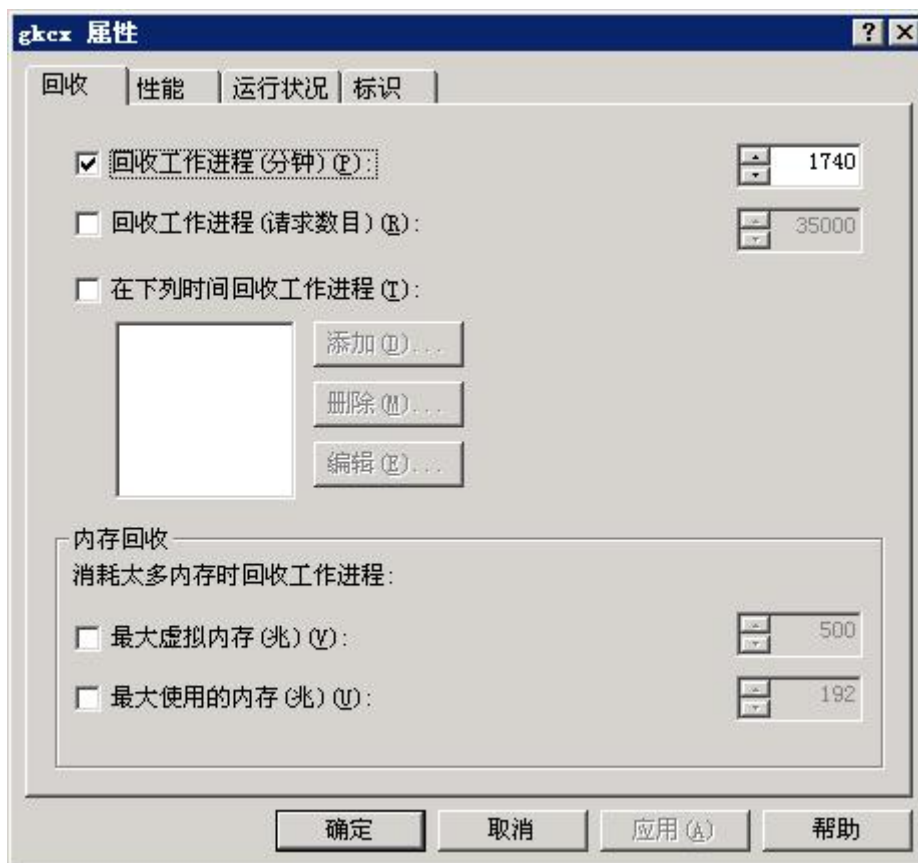 gkcx 属性
回收 性能 运行状况 标识
回收工作进程(分钟)(P): 1740
回收工作进程(请求数目)(R): 35000
在下列时间回收工作进程(T):
添加(D)...
删除(M)...
编辑(E)...
内存回收
消耗太多内存时回收工作进程:
最大虚拟内存(兆)(V): 500
最大使用的内存(兆)(U): 192
确定 取消 应用(A) 帮助